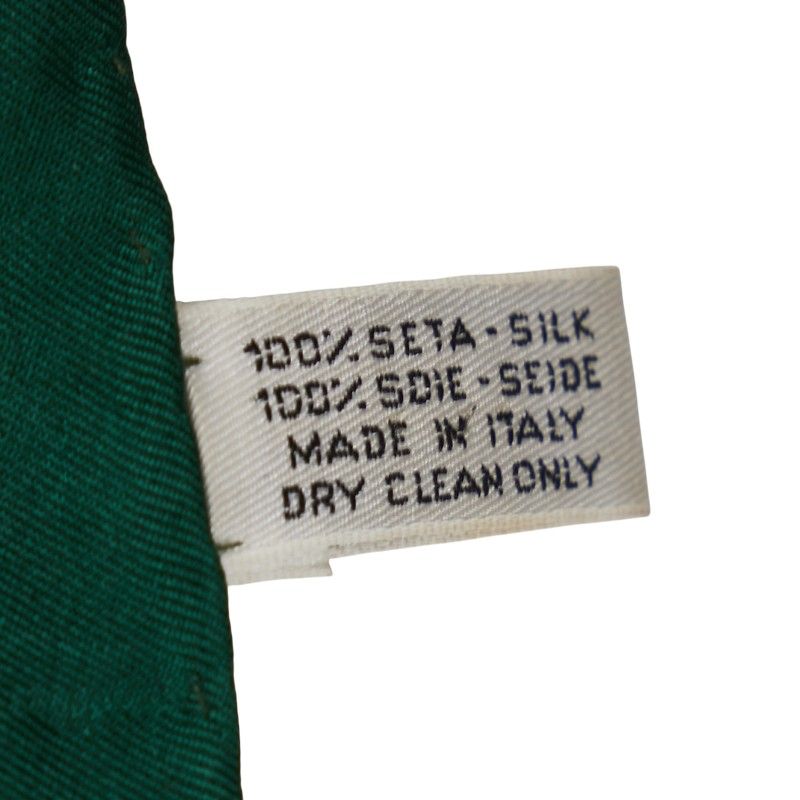 100% SETA - SILK
100% SOIE - SEIDE
MADE IN ITALY
DRY CLEAN ONLY